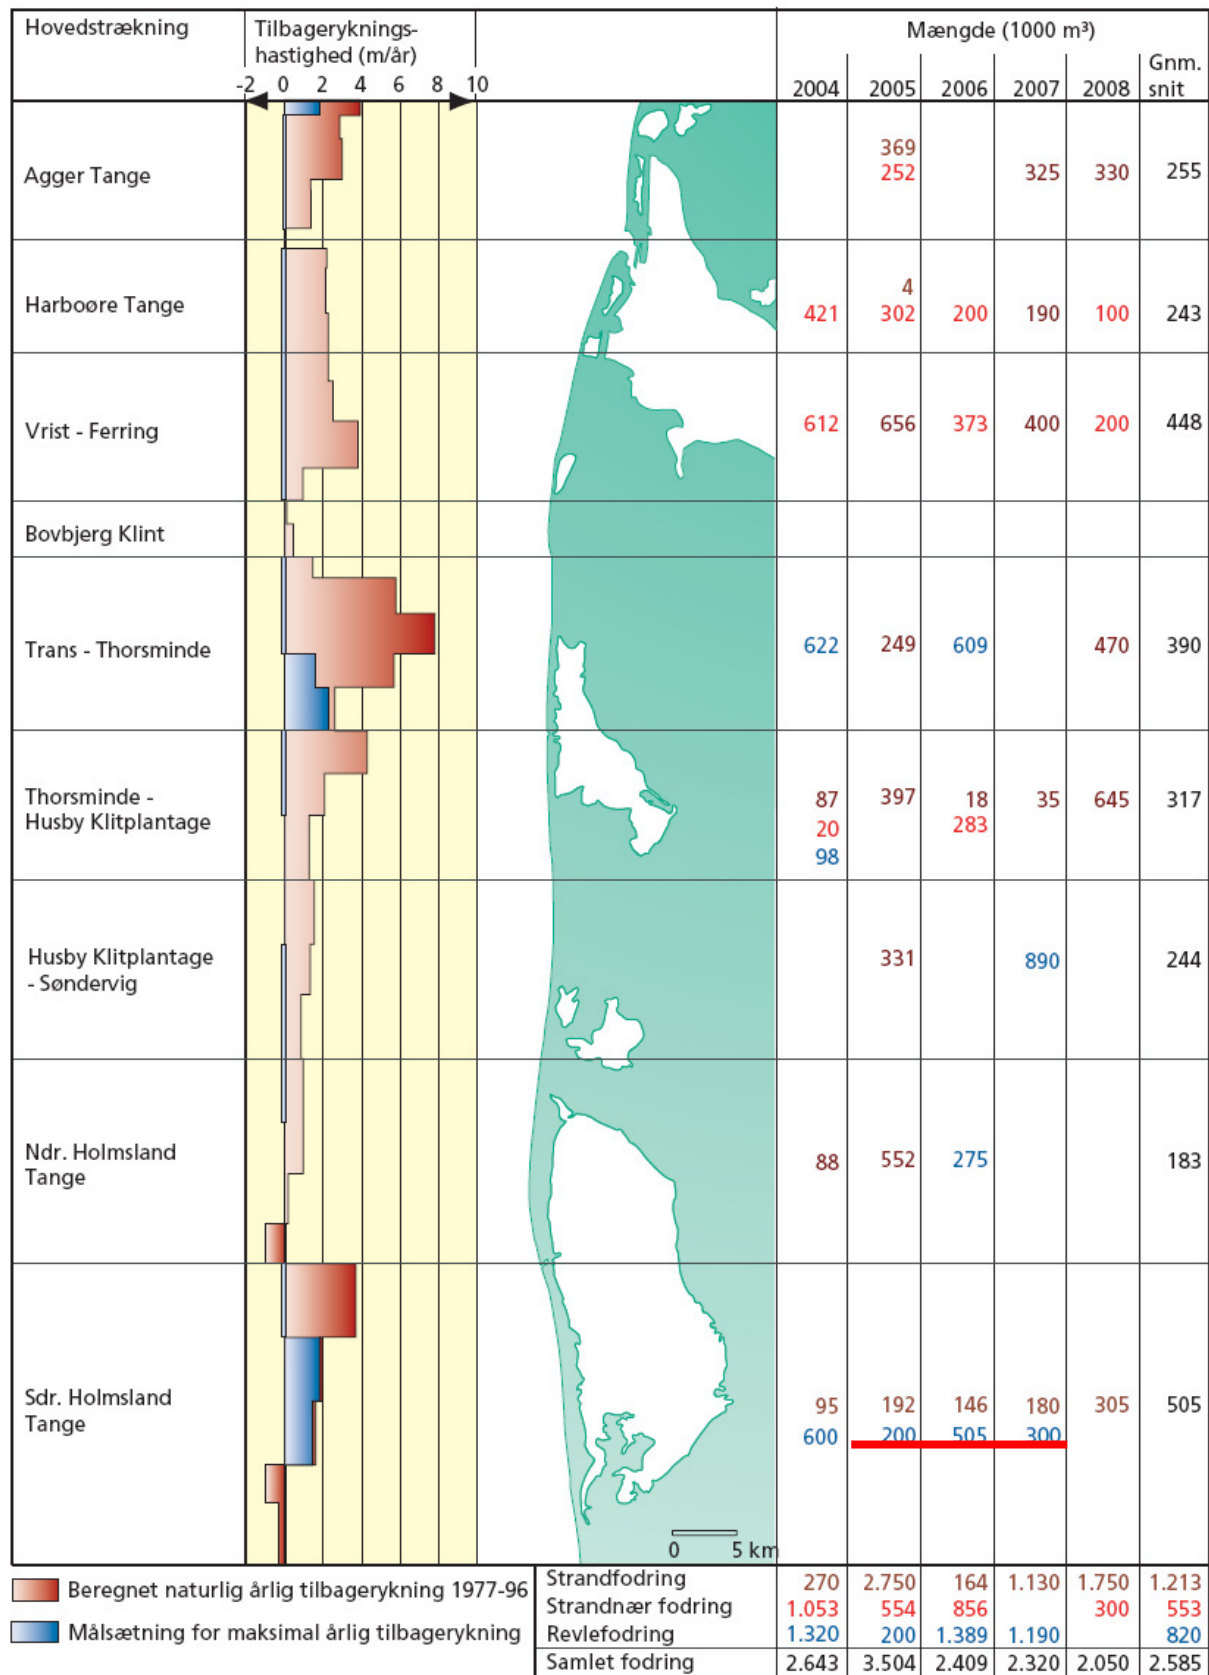 Hovedstrækning
Tilbageryknings-
hastighed (m/år)
-2 0 2 4 6 8 10
Mængde (1000 m³)
2004 2005 2006 2007 2008 Gnm.
snit
Agger Tange
369
252 325 330 255
Harboøre Tange
4
421 302 200 190 100 243
Vrist - Ferring
612 656 373 400 200 448
Bovbjerg Klint
Trans - Thorsminde
622 249 609 470 390
Thorsminde -
Husby Klitplantage
87 397 18 35 645 317
20 283
98
Husby Klitplantage
- Søndervig
331 890 244
Ndr. Holmsland
Tange
88 552 275 183
Sdr. Holmsland
Tange
95 192 146 180 305 505
600 200 505 300
0 5 km
Beregnet naturlig årlig tilbagerykning 1977-96
Målsætning for maksimal årlig tilbagerykning
Strandfodring 270 2.750 164 1.130 1.750 1.213
Strandnær fodring 1.053 554 856 300 553
Revlefodring 1.320 200 1.389 1.190 820
Samlet fodring 2.643 3.504 2.409 2.320 2.050 2.585